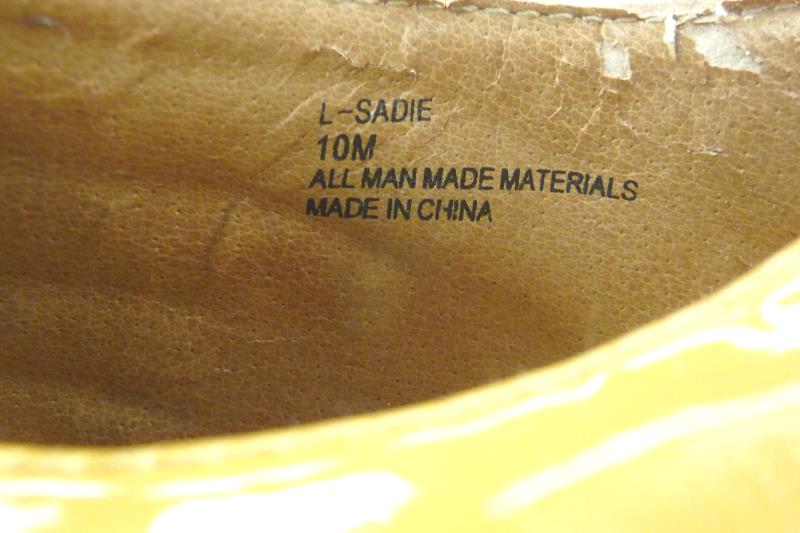 L-SADIE
10M
ALL MAN MADE MATERIALS
MADE IN CHINA